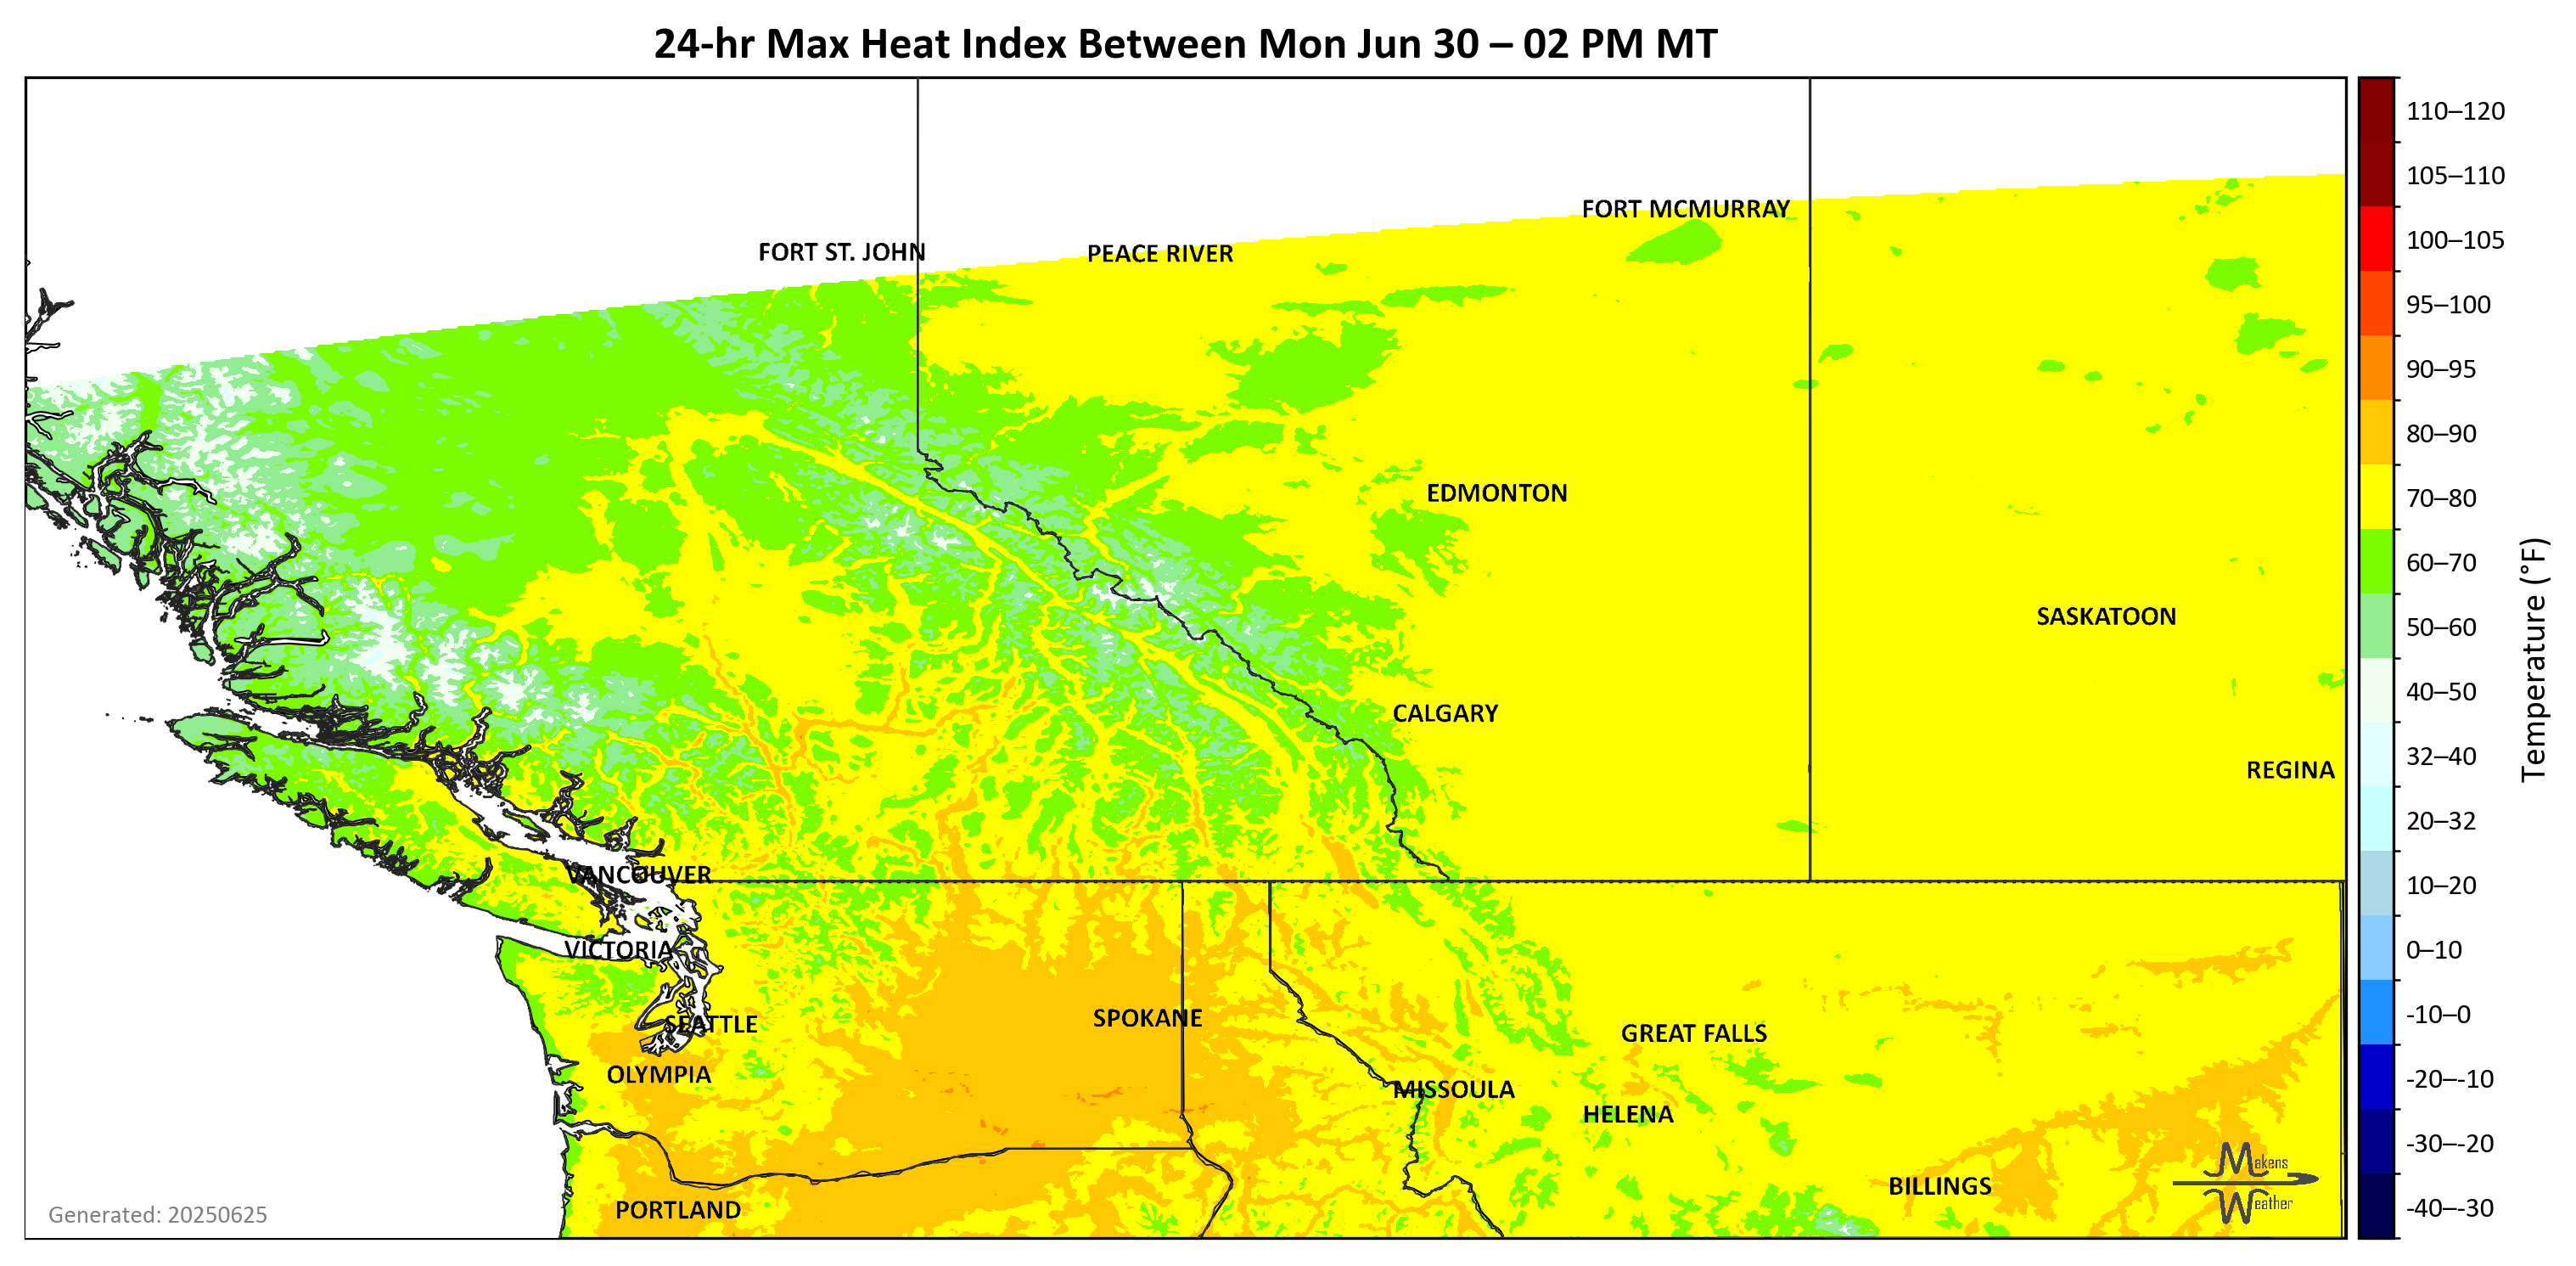 24-hr Max Heat Index Between Mon Jun 30 – 02 PM MT
FORT MCMURRAY
FORT ST. JOHN
PEACE RIVER
EDMONTON
SASKATOON
CALGARY
REGINA
VANCOUVER
VICTORIA
SEATTLE
SPOKANE
GREAT FALLS
OLYMPIA
MISSOULA
HELENA
BILLINGS
PORTLAND
Makens
Weather
Generated: 20250625
110–120
105–110
100–105
95–100
90–95
80–90
70–80
60–70
50–60
40–50
32–40
20–32
10–20
0–10
-10–0
-20–-10
-30–-20
-40–-30
Temperature (°F)